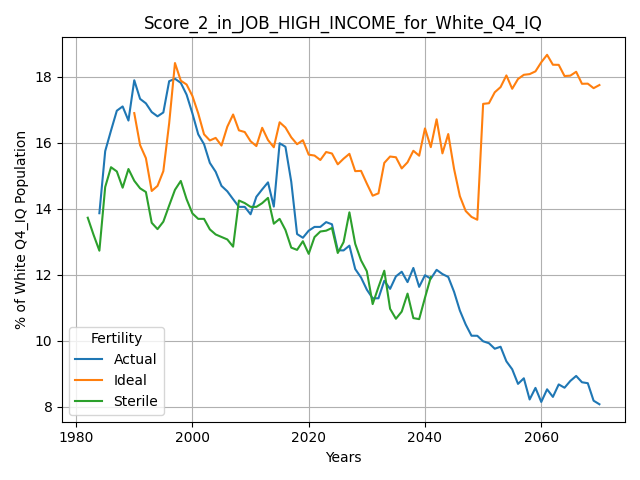 Score_2_in_JOB_HIGH_INCOME_for_White_Q4_IQ
% of White Q4_IQ Population
18
16
14
12
10
8
Fertility
Actual
Ideal
Sterile
1980
2000
2020
2040
2060
Years